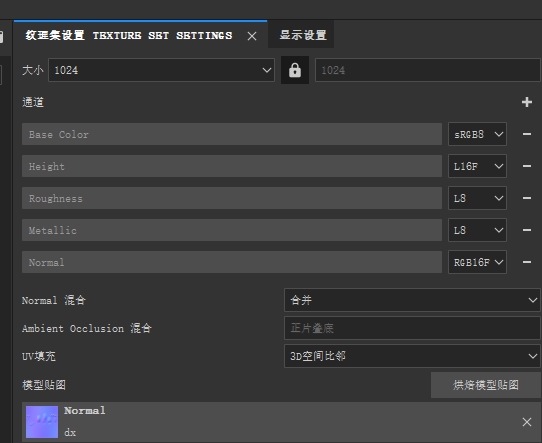 纹理集设置 TEXTURE SET SETTINGS
显示设置
大小 1024 1024
通道
Base Color sRGB8
Height L16F
Roughness L8
Metallic L8
Normal RGB16F
Normal 混合 合并
Ambient Occlusion 混合 正片叠底
UV填充 3D空间比邻
模型贴图 烘焙模型贴图
Normal
dx